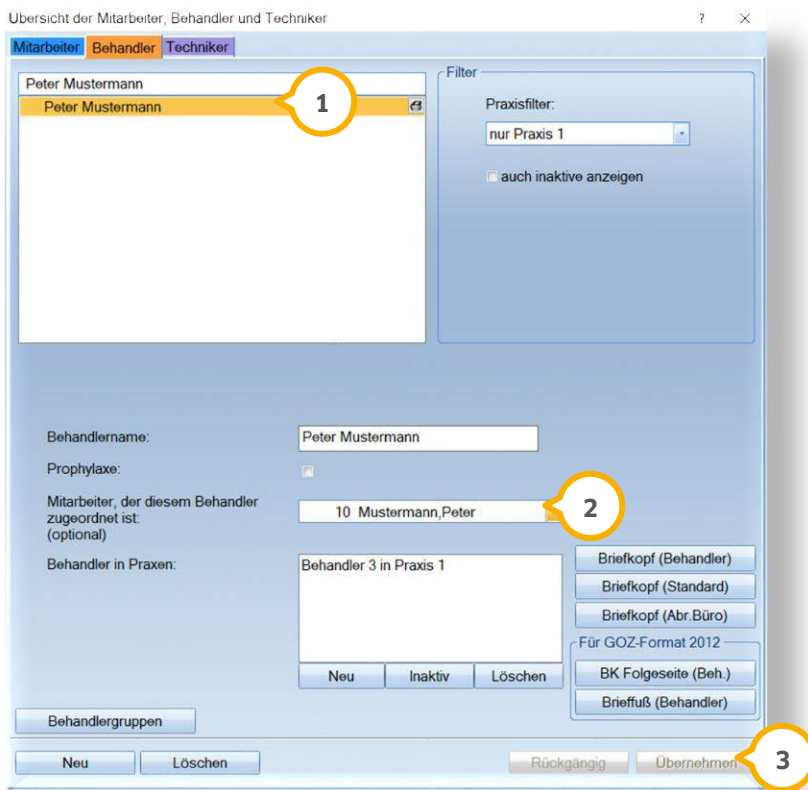 Übersicht der Mitarbeiter, Behandler und Techniker
?
Mitarbeiter Behandler Techniker
Peter Mustermann
Peter Mustermann
1
Filter
Praxisfilter:
nur Praxis 1
auch inaktive anzeigen
Behandlername:
Peter Mustermann
Prophylaxe:
Mitarbeiter, der diesem Behandler
zugeordnet ist:
(optional)
10 Mustermann,Peter
2
Behandler in Praxen:
Behandler 3 in Praxis 1
Neu Inaktiv Löschen
Briefkopf (Behandler)
Briefkopf (Standard)
Briefkopf (Abr.Büro)
Für GOZ-Format 2012
BK Folgeseite (Beh.)
Brieffuß (Behandler)
Behandlergruppen
Neu Löschen Rückgängig Übernehmen
3